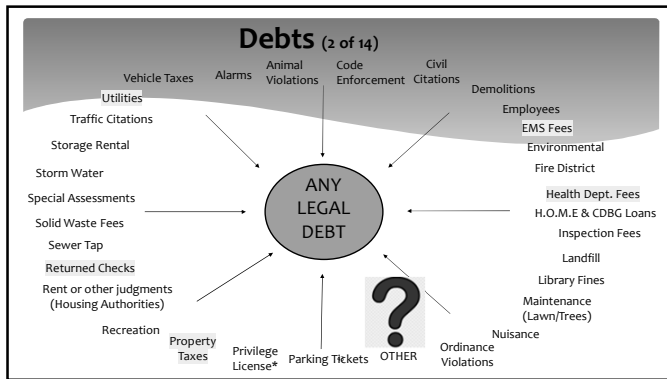 Debts (2 of 14)
Vehicle Taxes
Alarms
Animal
Violations
Code
Enforcement
Civil
Citations
Demolitions
Employees
EMS Fees
Environmental
Fire District
Health Dept. Fees
H.O.M.E & CDBG Loans
Inspection Fees
Landfill
Library Fines
Maintenance
(Lawn/Trees)
Nuisance
Ordinance
Violations
OTHER
?
Parking Tickets
Privilege
License*
Property
Taxes
Recreation
Rent or other judgments
(Housing Authorities)
Returned Checks
Sewer Tap
Solid Waste Fees
Special Assessments
Storm Water
Storage Rental
Traffic Citations
Utilities
ANY
LEGAL
DEBT